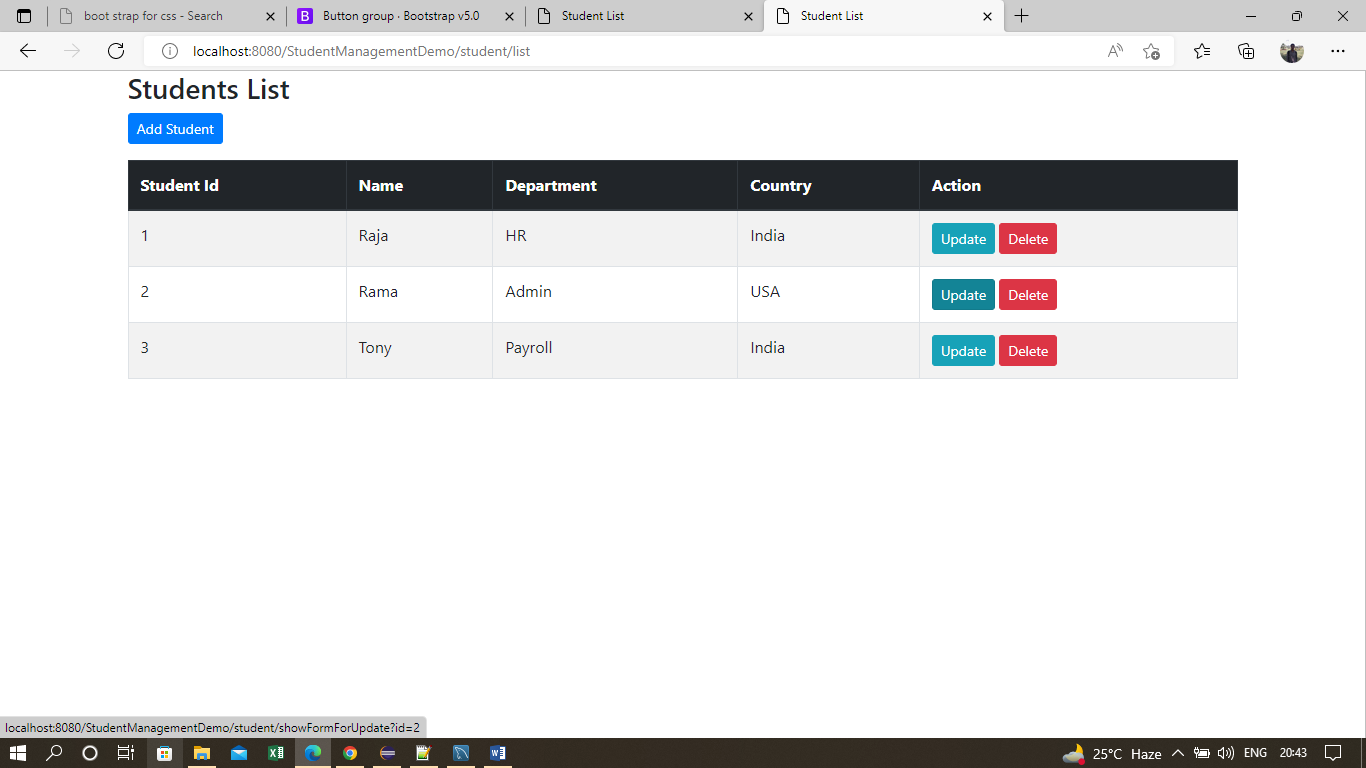 boot strap for css - Search
Button group · Bootstrap v5.0
Student List
Student List
localhost:8080/StudentManagementDemo/student/list
Students List
Add Student
Student Id Name Department Country Action
1 Raja HR India Update Delete
2 Rama Admin USA Update Delete
3 Tony Payroll India Update Delete
localhost:8080/StudentManagementDemo/student/showFormForUpdate?id=2
25°C Haze ENG 20:43